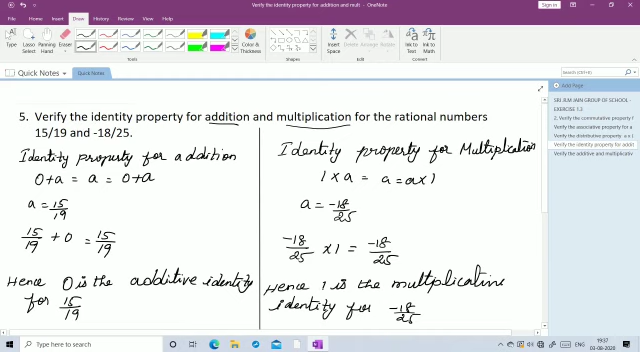 Verify the identity property for addition and mult - OneNote
Sign in
File Home Insert Draw History Review View
Type
Lasso Select
Panning Hand
Eraser
Tools
Color & Thickness
Shapes
Insert Space
Delete
Arrange
Rotate
Edit
Ink to Text
Ink to Math
Convert
Quick Notes
Quick Notes
Search (Ctrl+E)
Add Page
SRI JLM JAIN GROUP OF SCHOOL -
EXERCISE 1.3:
2. Verify the commutative property f
Verify the associative property for a
Verify the distributive property a x (
Verify the identity property for addit
Verify the additive and multiplicativ
5. Verify the identity property for addition and multiplication for the rational numbers
15/19 and -18/25.
Identity property for addition
0+a = a = 0+a
a = 15/19
15/19 + 0 = 15/19
Hence 0 is the additive identity
for 15/19
Identity property for Multiplication
1 × a = a = a × 1
a = -18/25
-18/25 × 1 = -18/25
Hence 1 is the multiplicative
identity for -18/25
Type here to search
ENG
19:37
03-08-2020